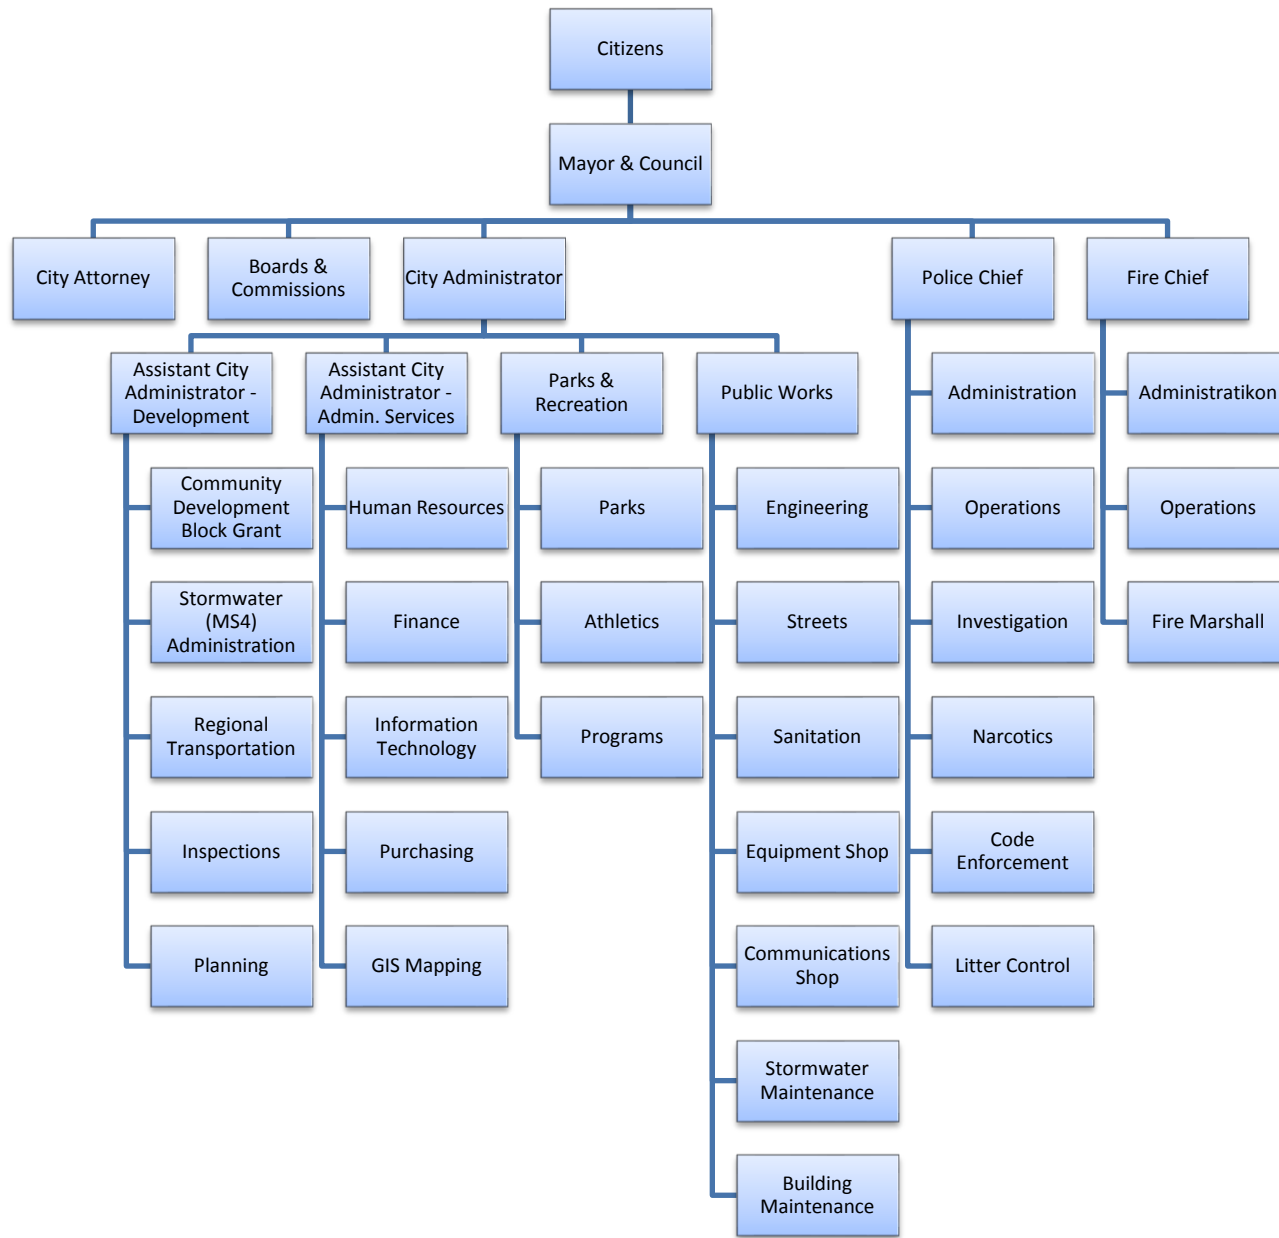 Citizens
Mayor & Council
City Attorney
Boards &
Commissions
City Administrator
Police Chief
Fire Chief
Assistant City
Administrator -
Development
Assistant City
Administrator -
Admin. Services
Parks &
Recreation
Public Works
Administration
Administratikon
Community
Development
Block Grant
Human Resources
Parks
Engineering
Operations
Operations
Stormwater
(MS4)
Administration
Finance
Athletics
Streets
Investigation
Fire Marshall
Regional
Transportation
Information
Technology
Programs
Sanitation
Narcotics
Inspections
Purchasing
Equipment Shop
Code
Enforcement
Planning
GIS Mapping
Communications
Shop
Litter Control
Stormwater
Maintenance
Building
Maintenance